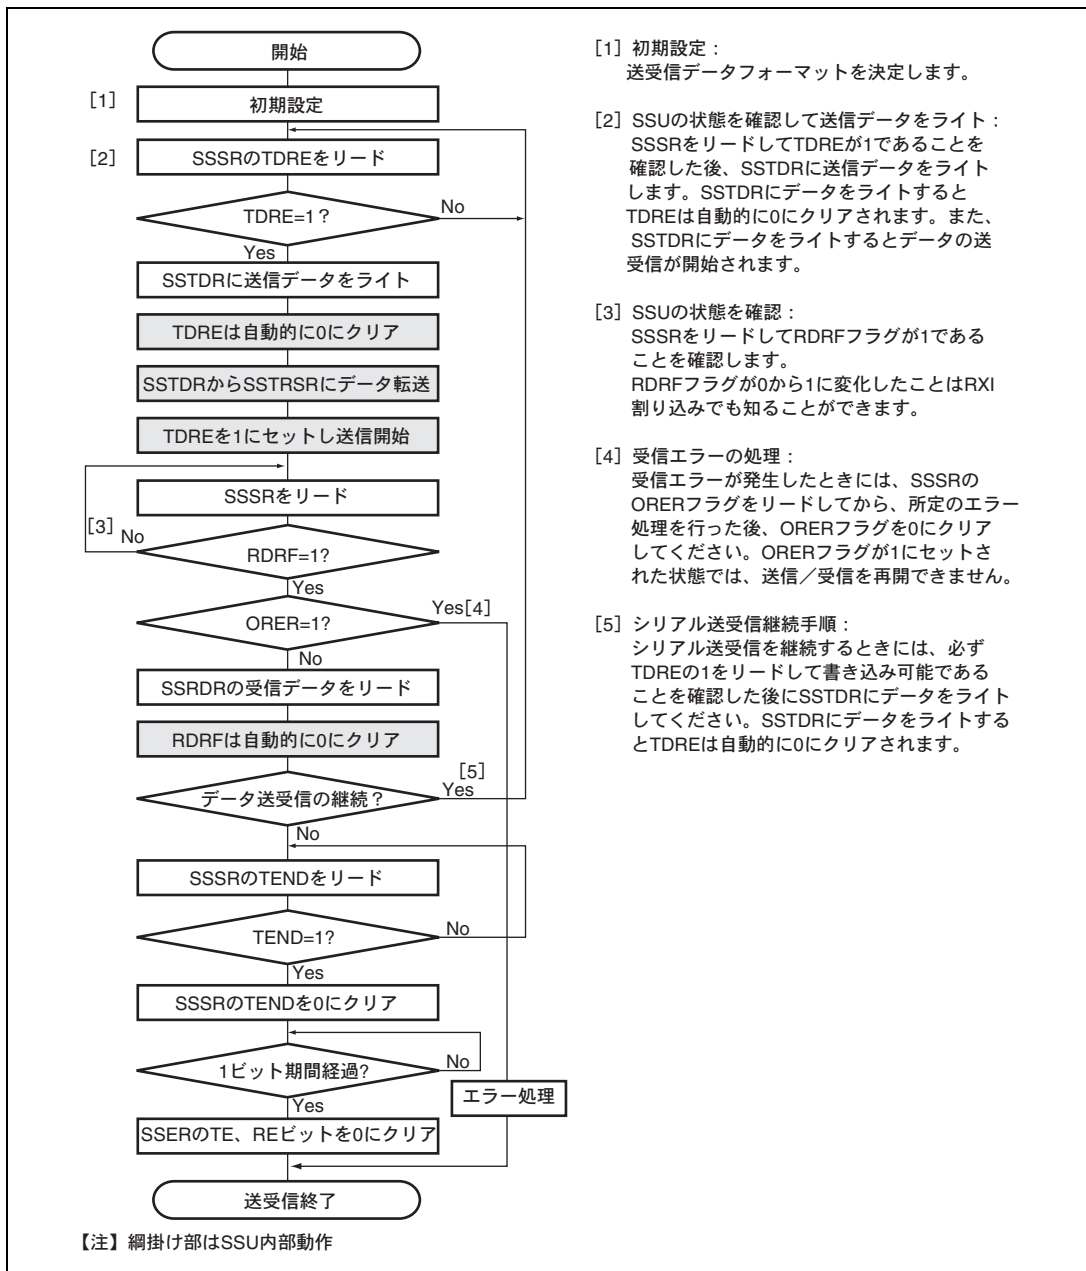 開始
[1]
初期設定
[2]
SSSRのTDREをリード
TDRE=1？
No
Yes
SSTDRに送信データをライト
TDREは自動的に0にクリア
SSTDRからSSTRSRにデータ転送
TDREを1にセットし送信開始
SSSRをリード
[3]
No
RDRF=1?
Yes
ORER=1?
Yes[4]
No
SSRDRの受信データをリード
RDRFは自動的に0にクリア
[5]
データ送受信の継続？
Yes
No
SSSRのTENDをリード
TEND=1?
No
Yes
SSSRのTENDを0にクリア
1ビット期間経過?
No
Yes
エラー処理
SSERのTE、REビットを0にクリア
送受信終了
【注】網掛け部はSSU内部動作
[1] 初期設定：
送受信データフォーマットを決定します。
[2] SSUの状態を確認して送信データをライト：
SSSRをリードしてTDREが1であることを
確認した後、SSTDRに送信データをライト
します。SSTDRにデータをライトすると
TDREは自動的に0にクリアされます。また、
SSTDRにデータをライトするとデータの送
受信が開始されます。
[3] SSUの状態を確認：
SSSRをリードしてRDRFフラグが1である
ことを確認します。
RDRFフラグが0から1に変化したことはRXI
割り込みでも知ることができます。
[4] 受信エラーの処理：
受信エラーが発生したときには、SSSRの
ORERフラグをリードしてから、所定のエラー
処理を行った後、ORERフラグを0にクリア
してください。ORERフラグが1にセットさ
れた状態では、送信／受信を再開できません。
[5] シリアル送受信継続手順：
シリアル送受信を継続するときには、必ず
TDREの1をリードして書き込み可能である
ことを確認した後にSSTDRにデータをライト
してください。SSTDRにデータをライトする
とTDREは自動的に0にクリアされます。